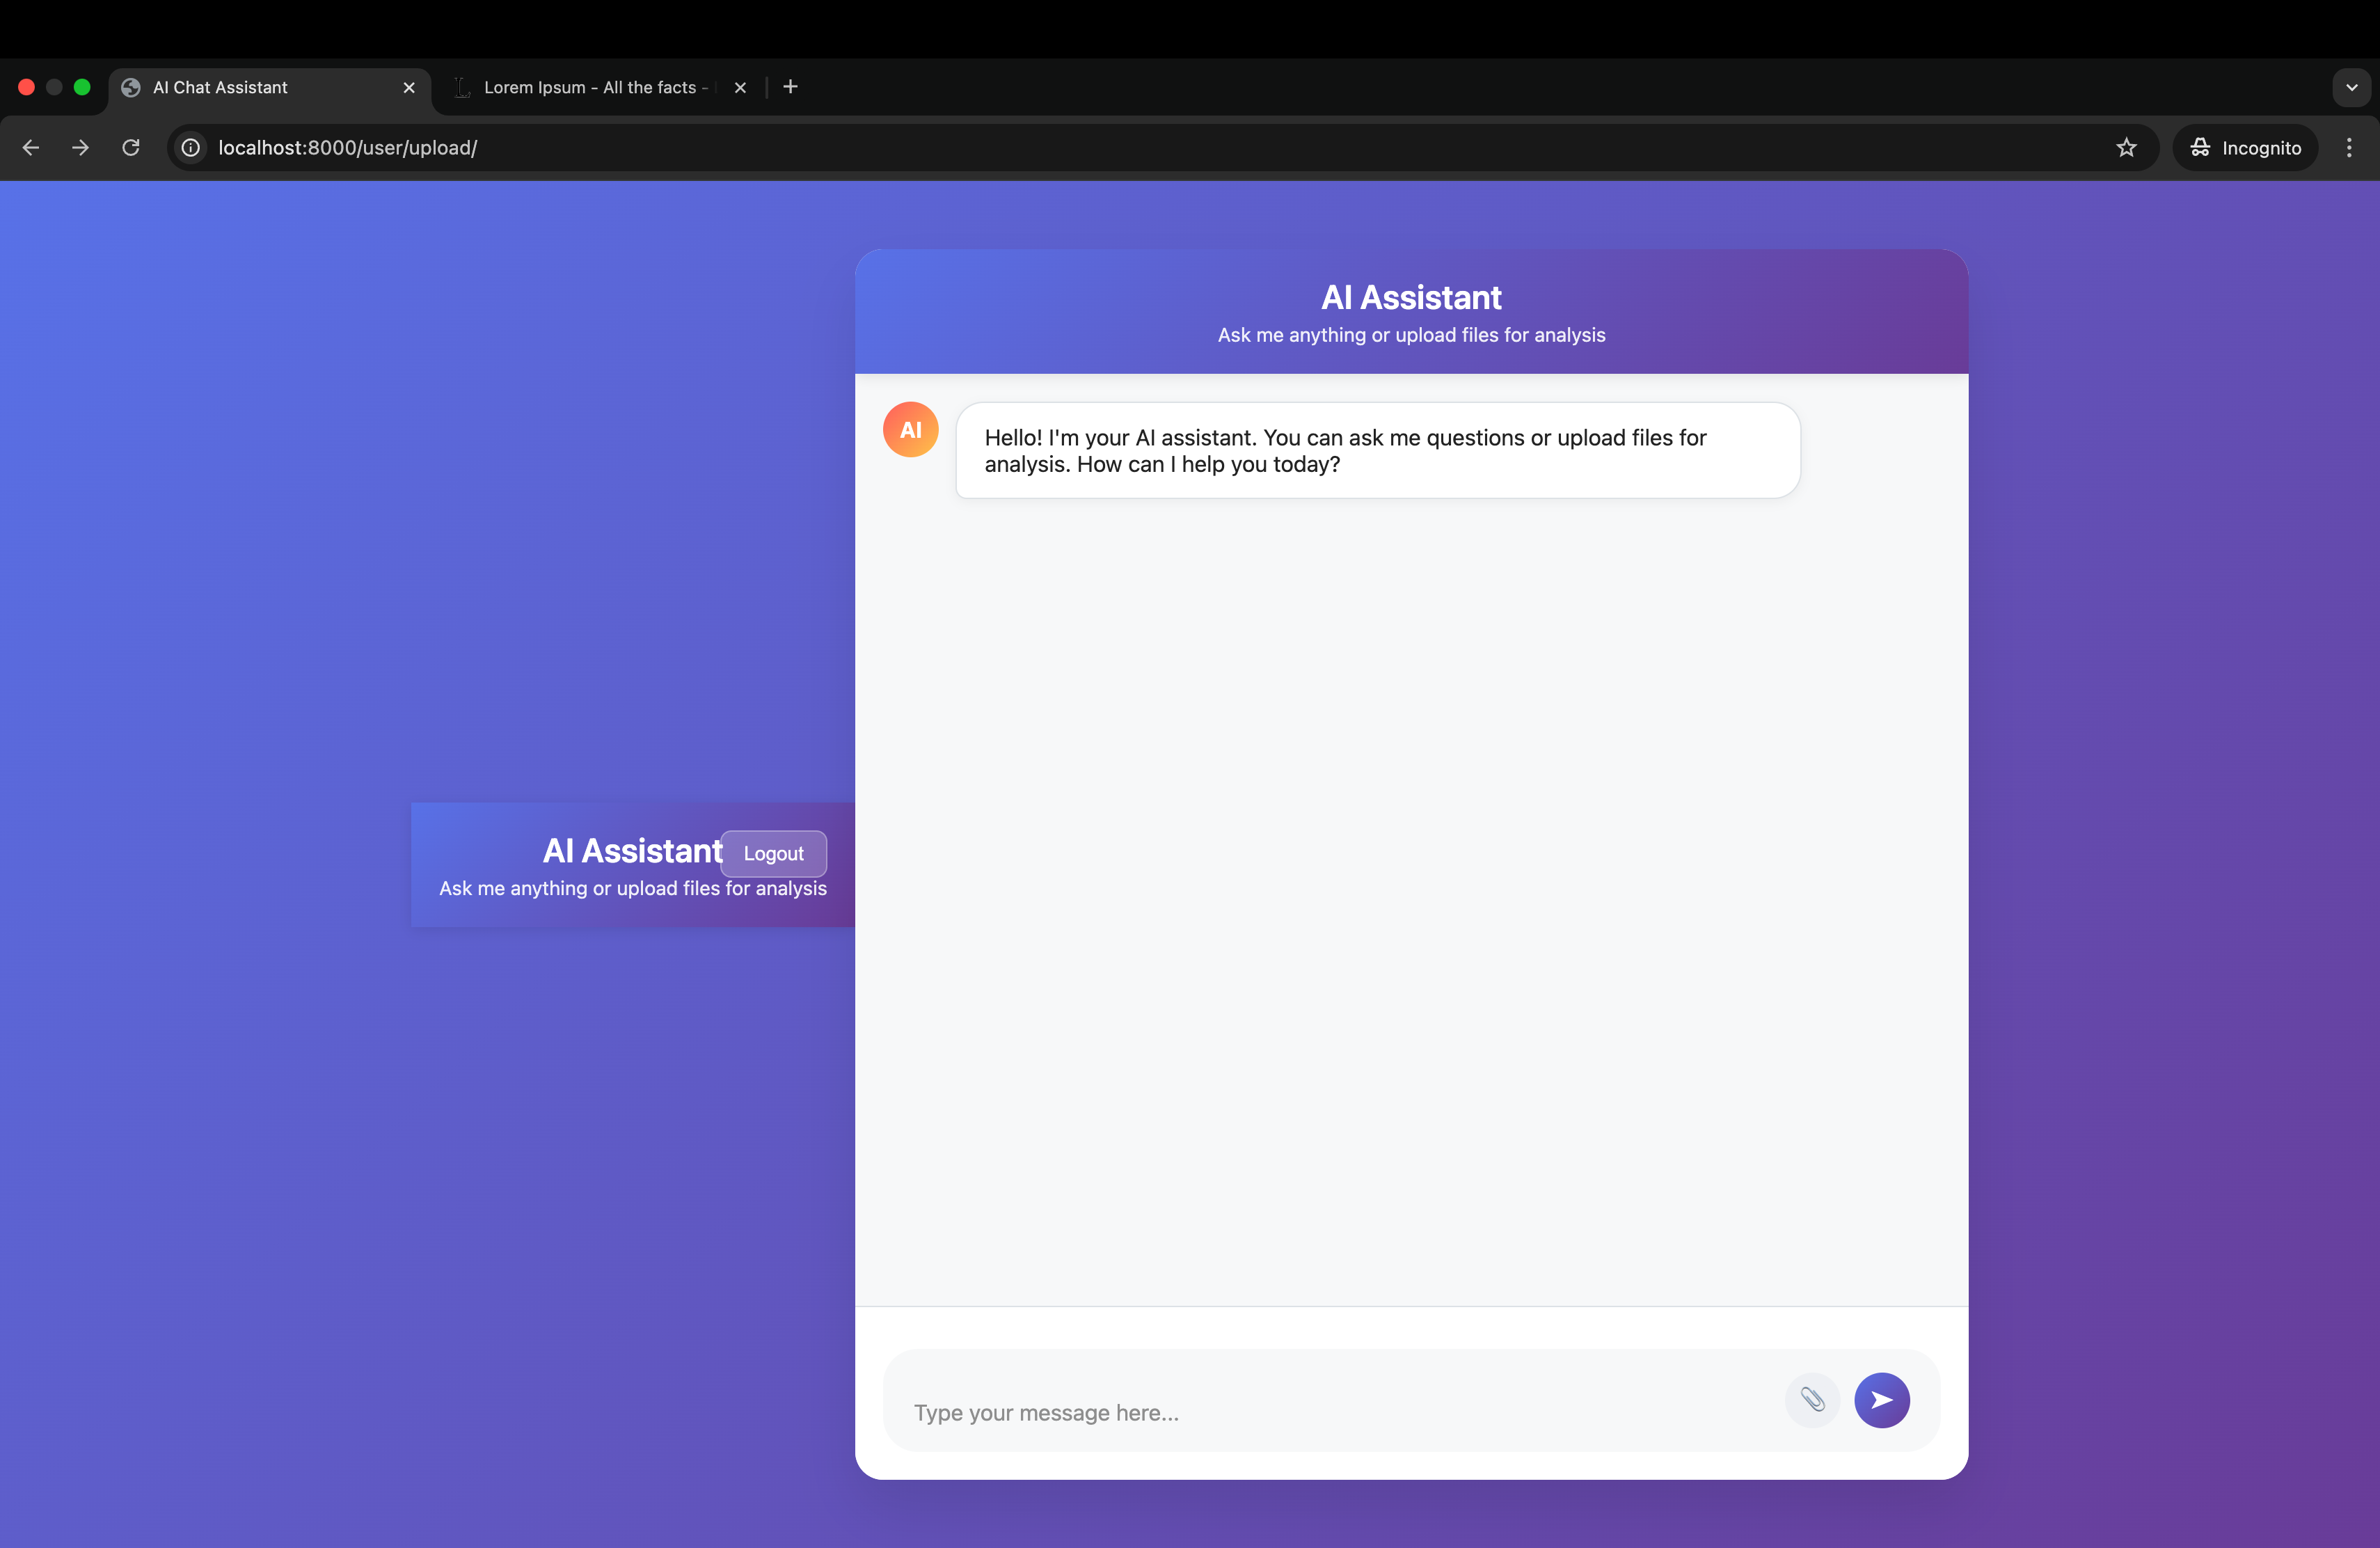 AI Chat Assistant
Lorem Ipsum - All the facts -
localhost:8000/user/upload/
Incognito
AI Assistant
Ask me anything or upload files for analysis
AI
Hello! I'm your AI assistant. You can ask me questions or upload files for
analysis. How can I help you today?
AI Assistant
Logout
Ask me anything or upload files for analysis
Type your message here...